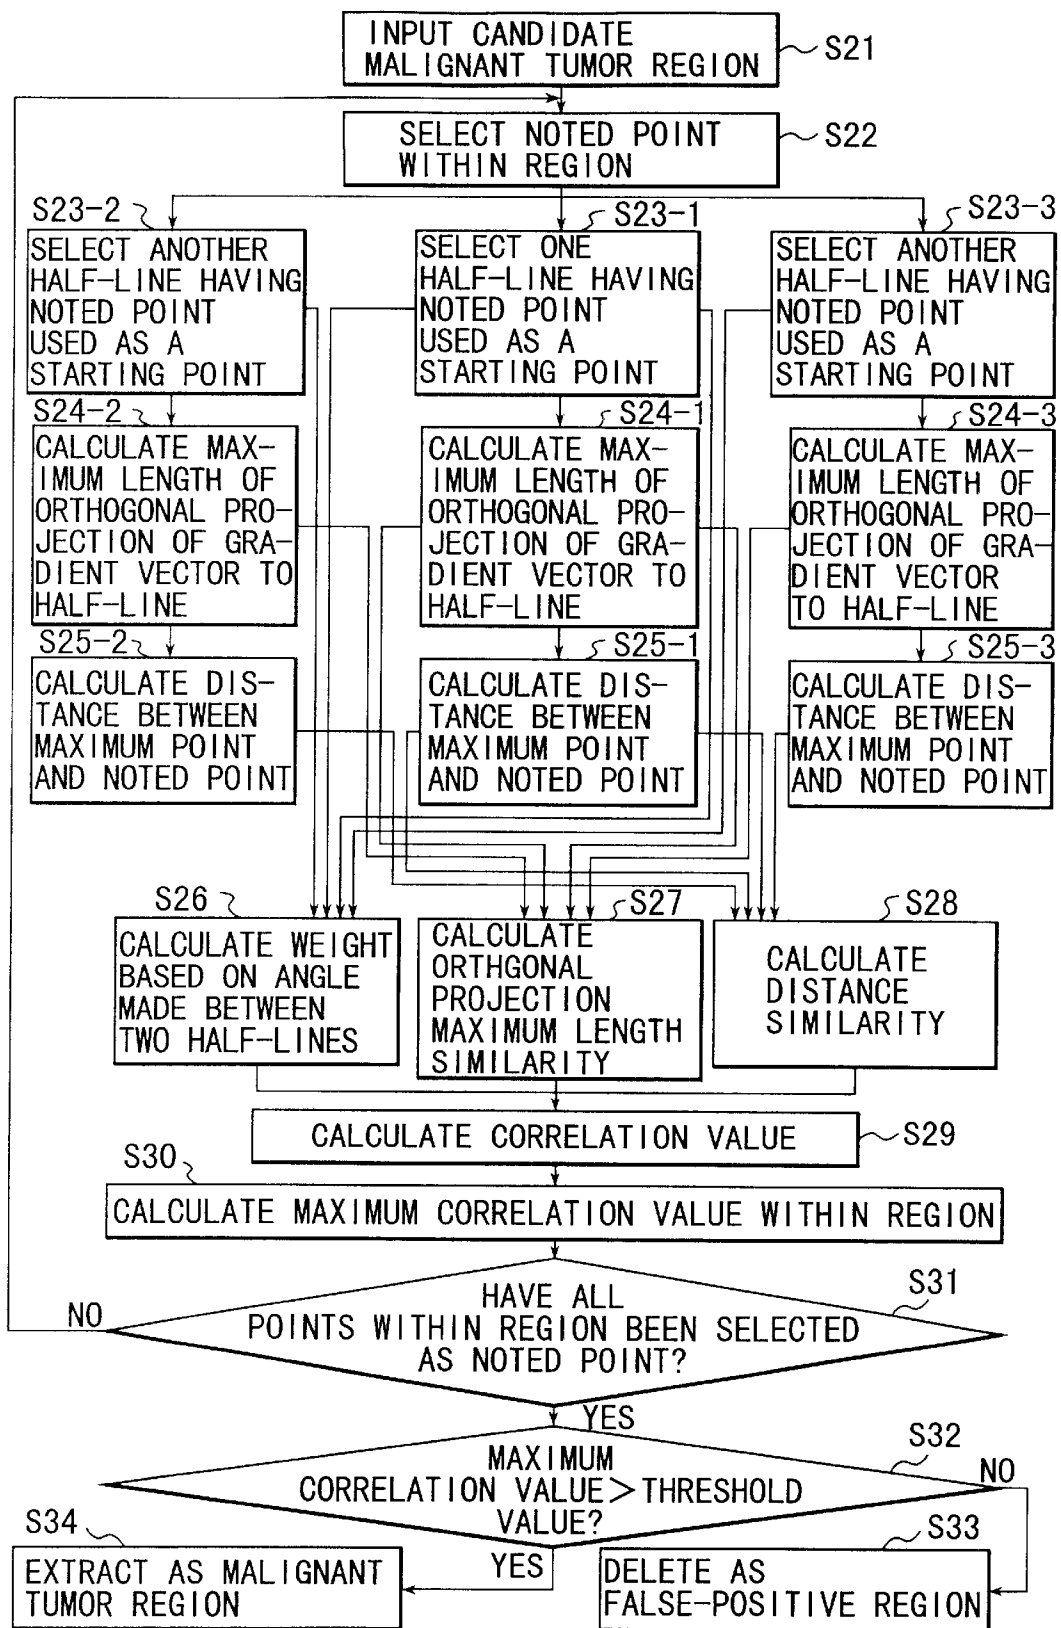 INPUT CANDIDATE
MALIGNANT TUMOR REGION
S21
SELECT NOTED POINT
WITHIN REGION
S22
S23-2
SELECT ANOTHER
HALF-LINE HAVING
NOTED POINT
USED AS A
STARTING POINT
S23-1
SELECT ONE
HALF-LINE HAVING
NOTED POINT
USED AS A
STARTING POINT
S23-3
SELECT ANOTHER
HALF-LINE HAVING
NOTED POINT
USED AS A
STARTING POINT
S24-2
CALCULATE MAX-
IMUM LENGTH OF
ORTHOGONAL PRO-
JECTION OF GRA-
DIENT VECTOR TO
HALF-LINE
S24-1
CALCULATE MAX-
IMUM LENGTH OF
ORTHOGONAL PRO-
JECTION OF GRA-
DIENT VECTOR TO
HALF-LINE
S24-3
CALCULATE MAX-
IMUM LENGTH OF
ORTHOGONAL PRO-
JECTION OF GRA-
DIENT VECTOR
TO HALF-LINE
S25-2
CALCULATE DIS-
TANCE BETWEEN
MAXIMUM POINT
AND NOTED POINT
S25-1
CALCULATE DIS-
TANCE BETWEEN
MAXIMUM POINT
AND NOTED POINT
S25-3
CALCULATE DIS-
TANCE BETWEEN
MAXIMUM POINT
AND NOTED POINT
S26
CALCULATE WEIGHT
BASED ON ANGLE
MADE BETWEEN
TWO HALF-LINES
S27
CALCULATE
ORTHGONAL
PROJECTION
MAXIMUM LENGTH
SIMILARITY
S28
CALCULATE
DISTANCE
SIMILARITY
CALCULATE CORRELATION VALUE
S29
S30
CALCULATE MAXIMUM CORRELATION VALUE WITHIN REGION
S31
HAVE ALL
POINTS WITHIN REGION BEEN SELECTED
AS NOTED POINT?
NO
YES
S32
MAXIMUM
CORRELATION VALUE>THRESHOLD
VALUE?
NO
YES
S34
EXTRACT AS MALIGNANT
TUMOR REGION
S33
DELETE AS
FALSE-POSITIVE REGION